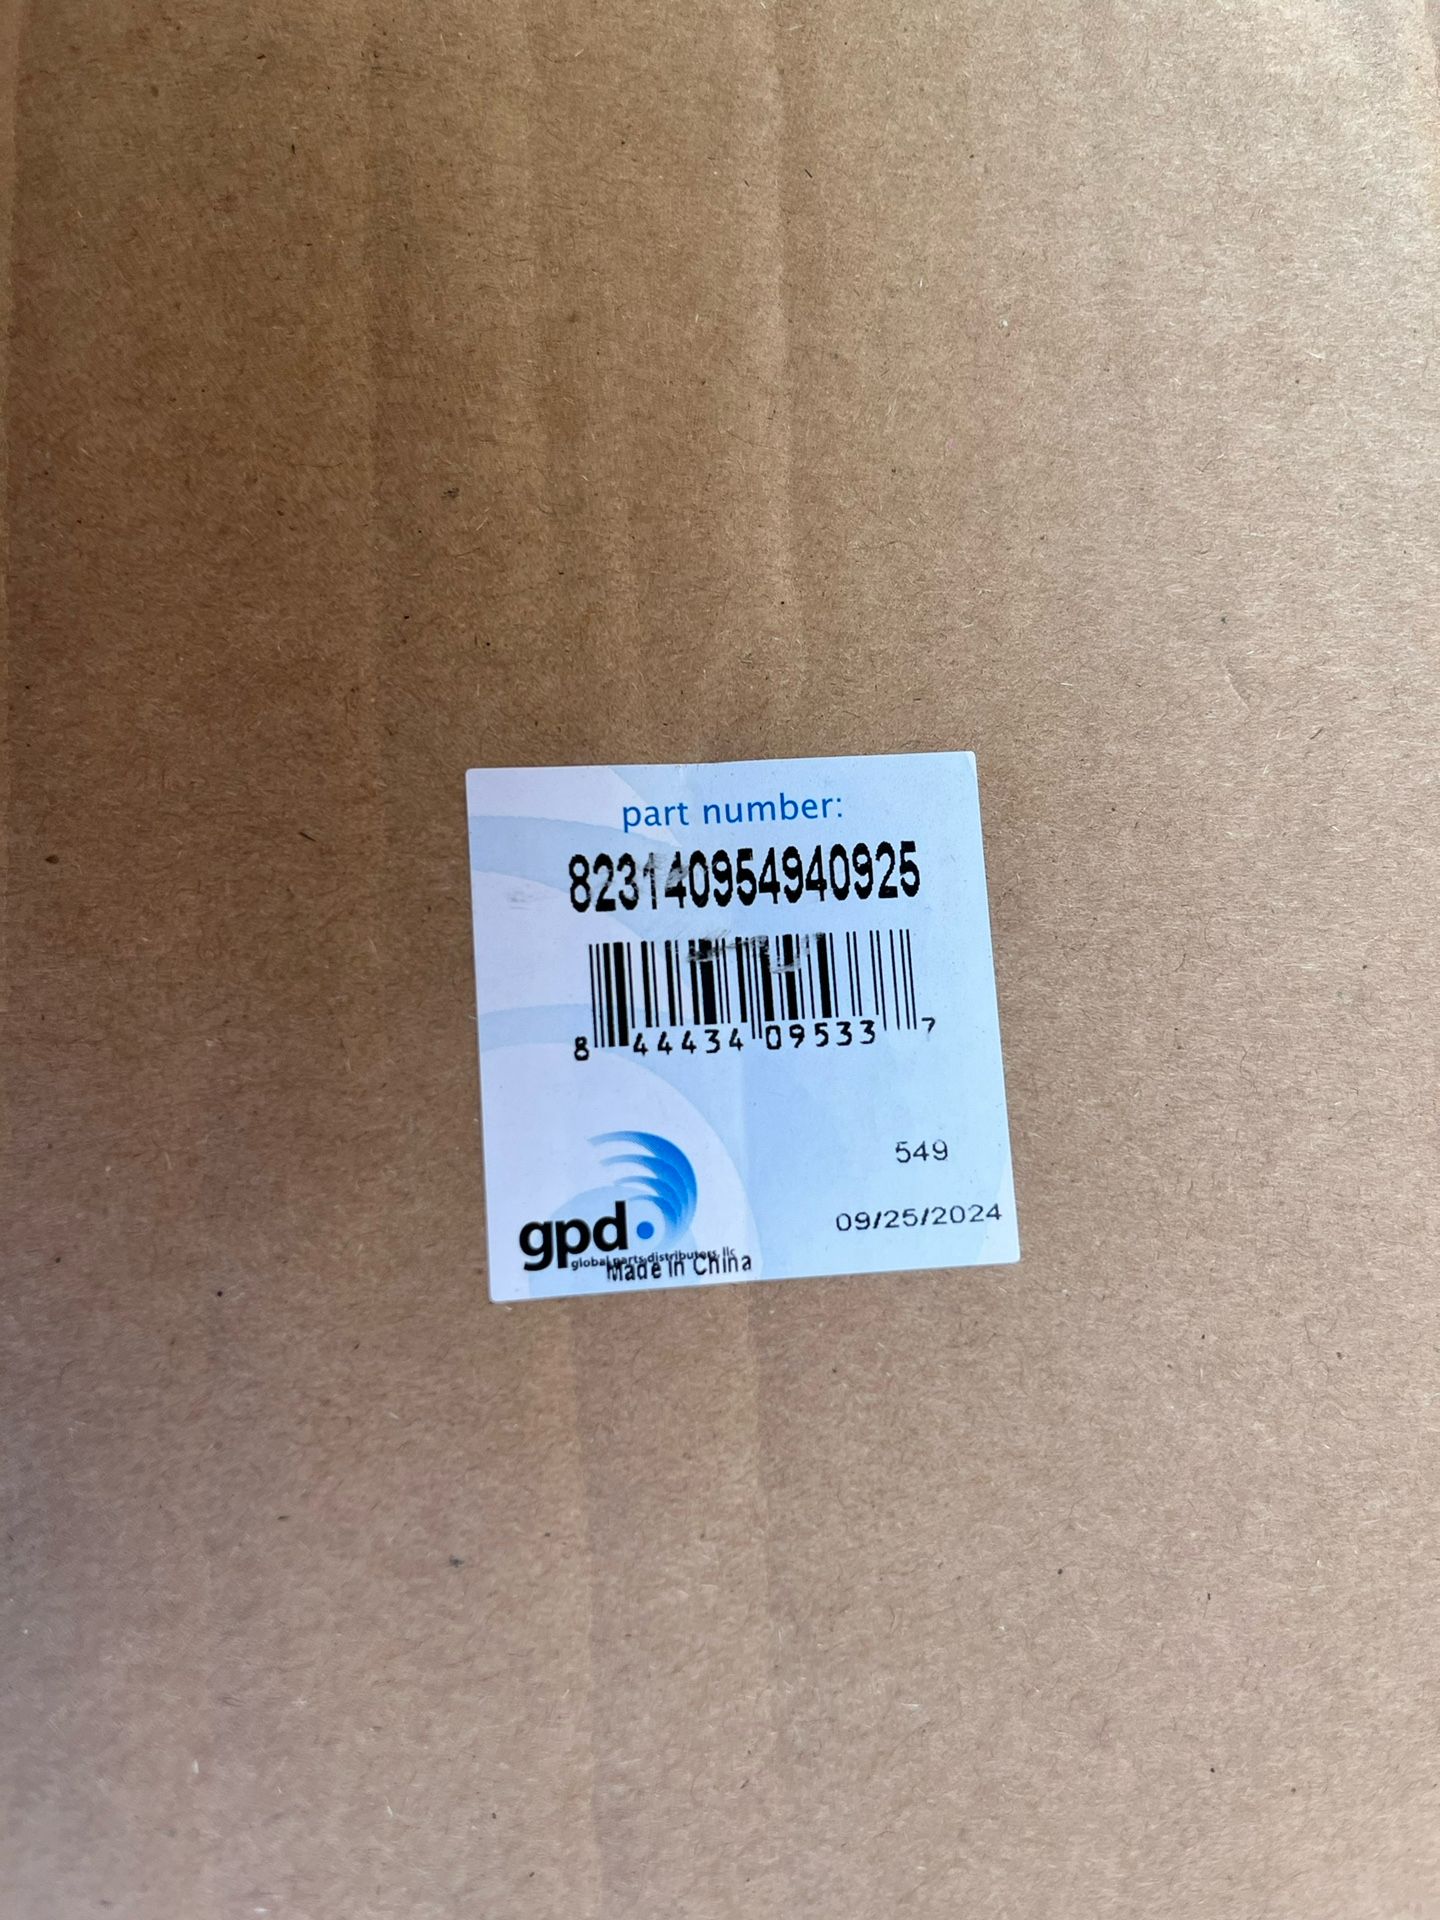 part number:
823140954940925
8 44434 09533 7
549
09/25/2024
gpd
global parts distributors, llc
Made in China